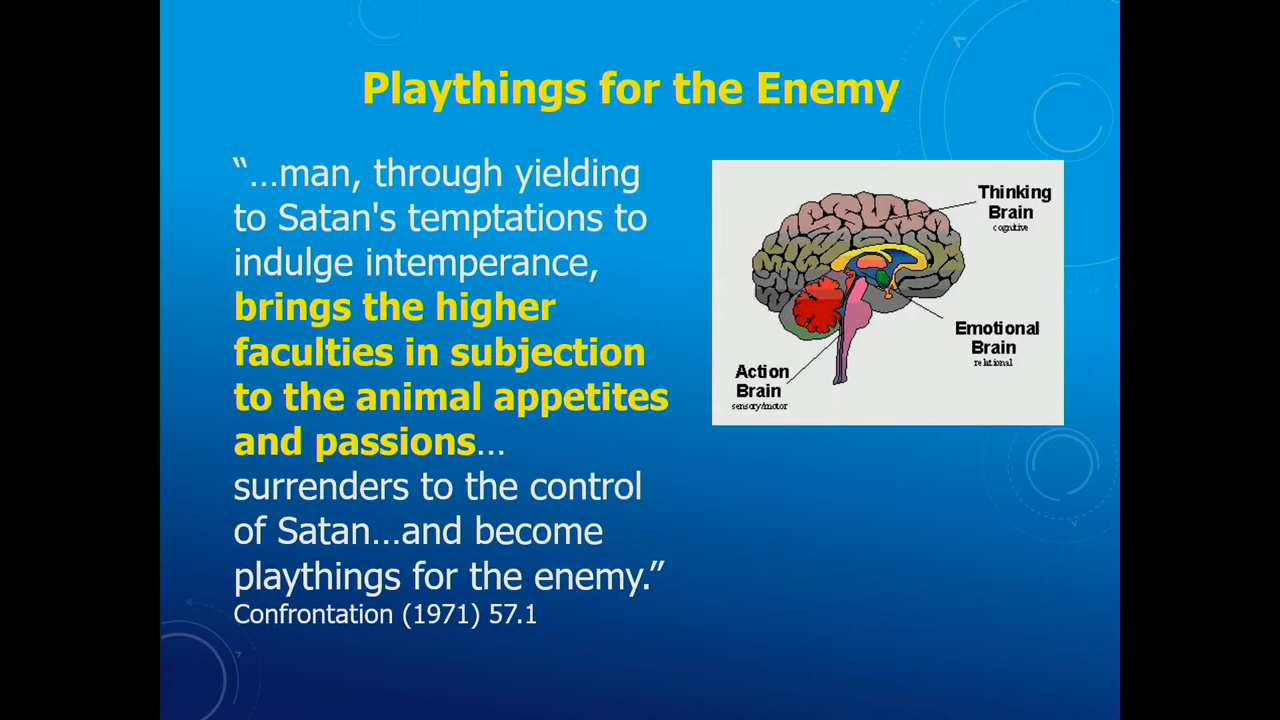 Playthings for the Enemy
“…man, through yielding
to Satan's temptations to
indulge intemperance,
brings the higher
faculties in subjection
to the animal appetites
and passions…
surrenders to the control
of Satan…and become
playthings for the enemy.”
Confrontation (1971) 57.1
Thinking
Brain
cognitive
Emotional
Brain
relational
Action
Brain
sensory/motor